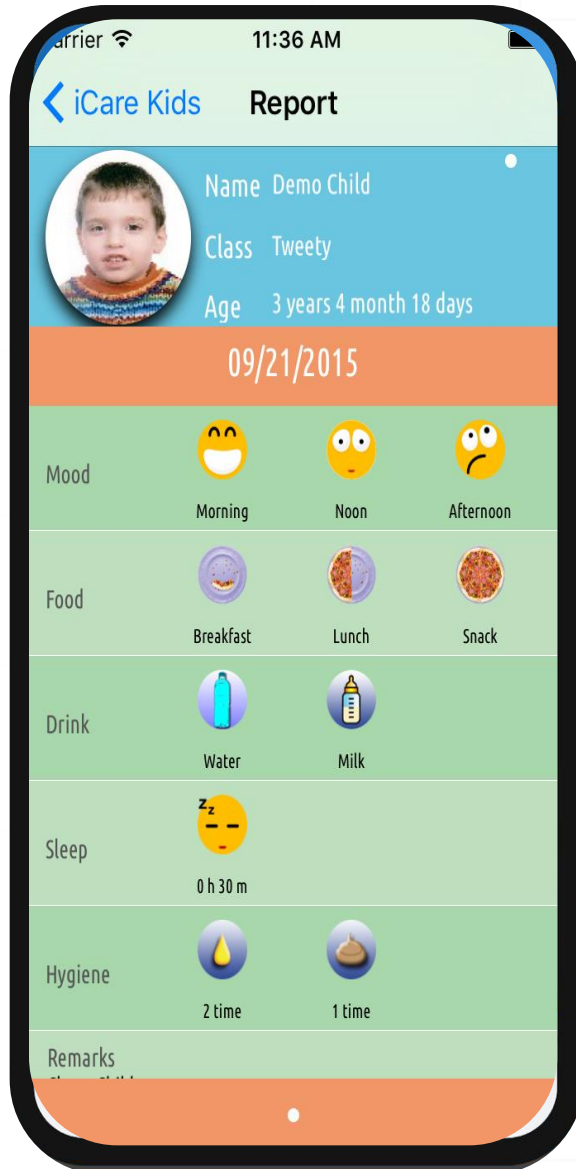 11:36 AM
iCare Kids Report
Name Demo Child
Class Tweety
Age 3 years 4 month 18 days
09/21/2015
Mood
Morning Noon Afternoon
Food
Breakfast Lunch Snack
Drink
Water Milk
zz
Sleep
0 h 30 m
Hygiene
2 time 1 time
Remarks